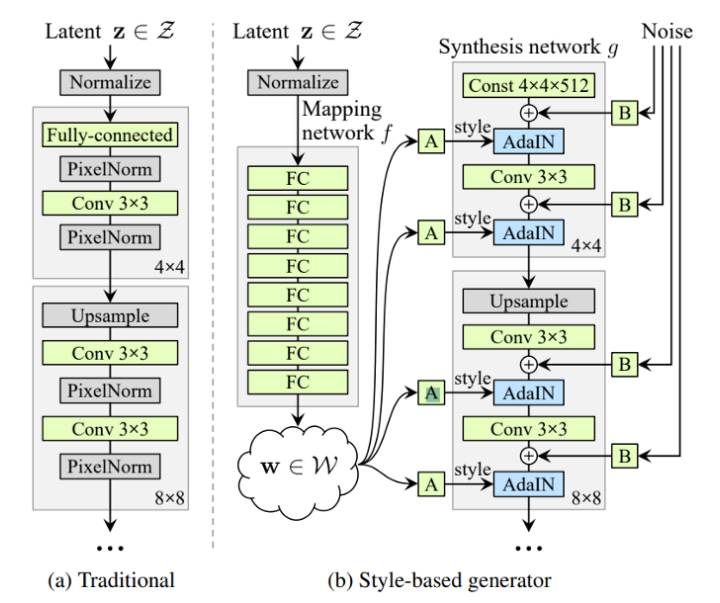 Latent z ∈ 𝒵
Normalize
Fully-connected
PixelNorm
Conv 3×3
PixelNorm
4×4
Upsample
Conv 3×3
PixelNorm
Conv 3×3
PixelNorm
8×8
...
(a) Traditional
Latent z ∈ 𝒵
Normalize
Mapping
network f
FC
FC
FC
FC
FC
FC
FC
FC
w ∈ 𝒲
Noise
Synthesis network g
Const 4×4×512
B
A
style
AdaIN
Conv 3×3
B
A
style
AdaIN
4×4
Upsample
Conv 3×3
B
A
style
AdaIN
Conv 3×3
B
A
style
AdaIN
8×8
...
(b) Style-based generator